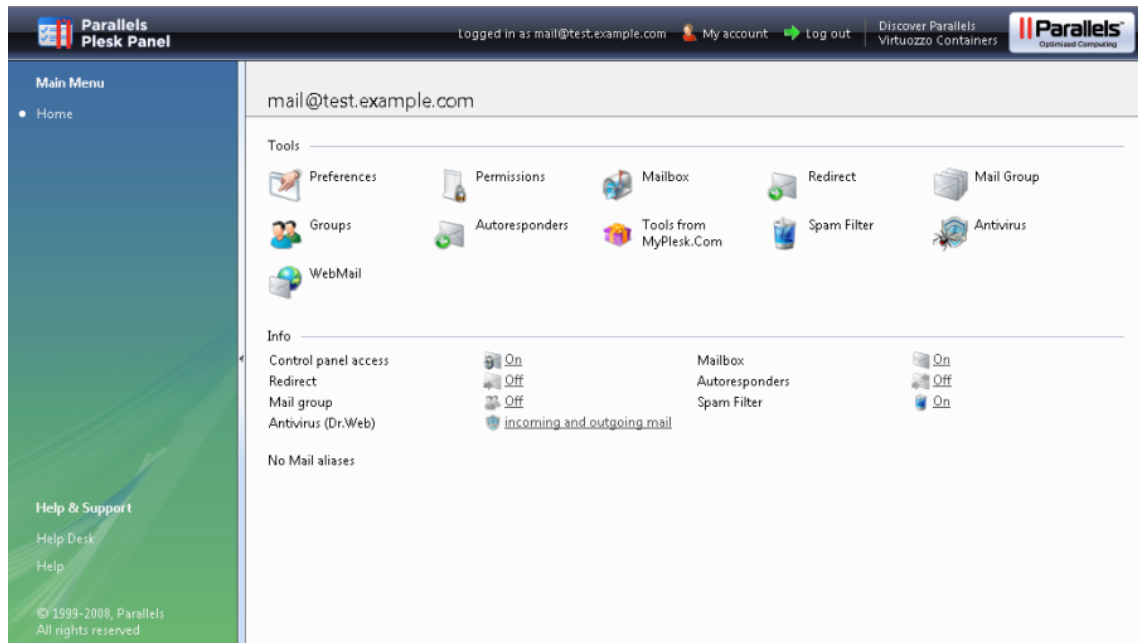 Parallels
Plesk Panel
Logged in as mail@test.example.com My account Log out Discover Parallels
Virtuozzo Containers
Parallels™
Optimized Computing
Main Menu
Home
mail@test.example.com
Tools
Preferences Permissions Mailbox Redirect Mail Group
Groups Autoresponders Tools from
MyPlesk.Com Spam Filter Antivirus
WebMail
Info
Control panel access On Mailbox On
Redirect Off Autoresponders Off
Mail group Off Spam Filter On
Antivirus (Dr.Web) incoming and outgoing mail
No Mail aliases
Help & Support
Help Desk
Help
© 1999-2008, Parallels
All rights reserved